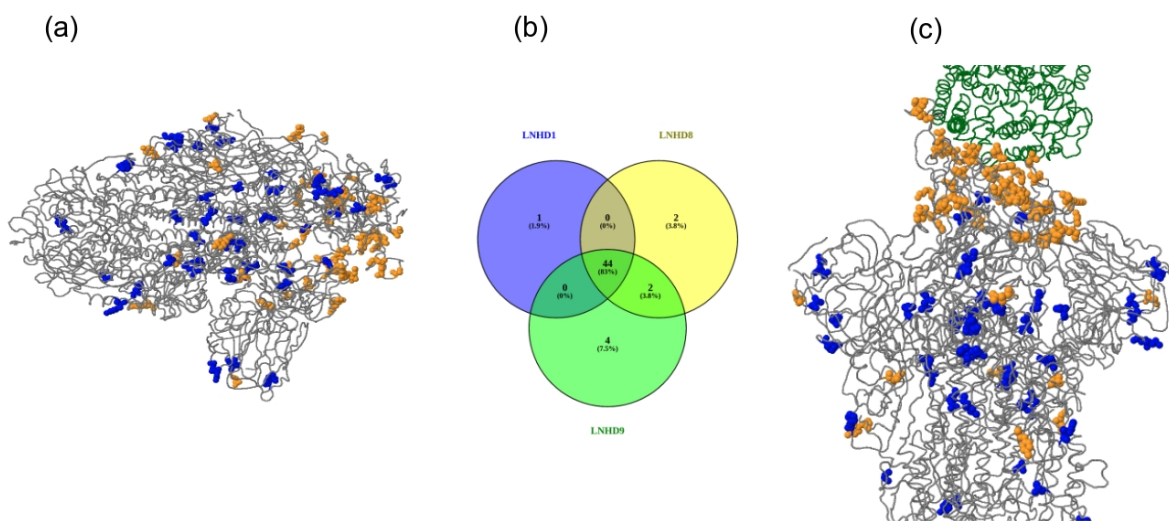 (a)
(b)
(c)
LNHD1
LNHD8
1
(1.9%)
0
(0%)
2
(3.8%)
44
(83%)
0
(0%)
2
(3.8%)
4
(7.5%)
LNHD9